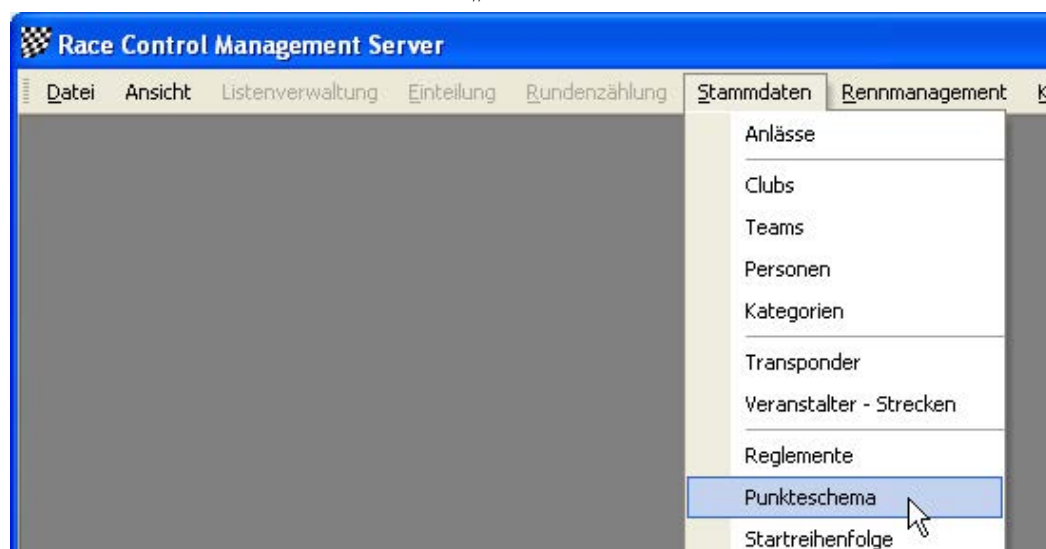 Race Control Management Server
Datei Ansicht Listenverwaltung Einteilung Rundenzählung Stammdaten Rennmanagement
Anlässe
Clubs
Teams
Personen
Kategorien
Transponder
Veranstalter - Strecken
Reglemente
Punkteschema
Startreihenfolge